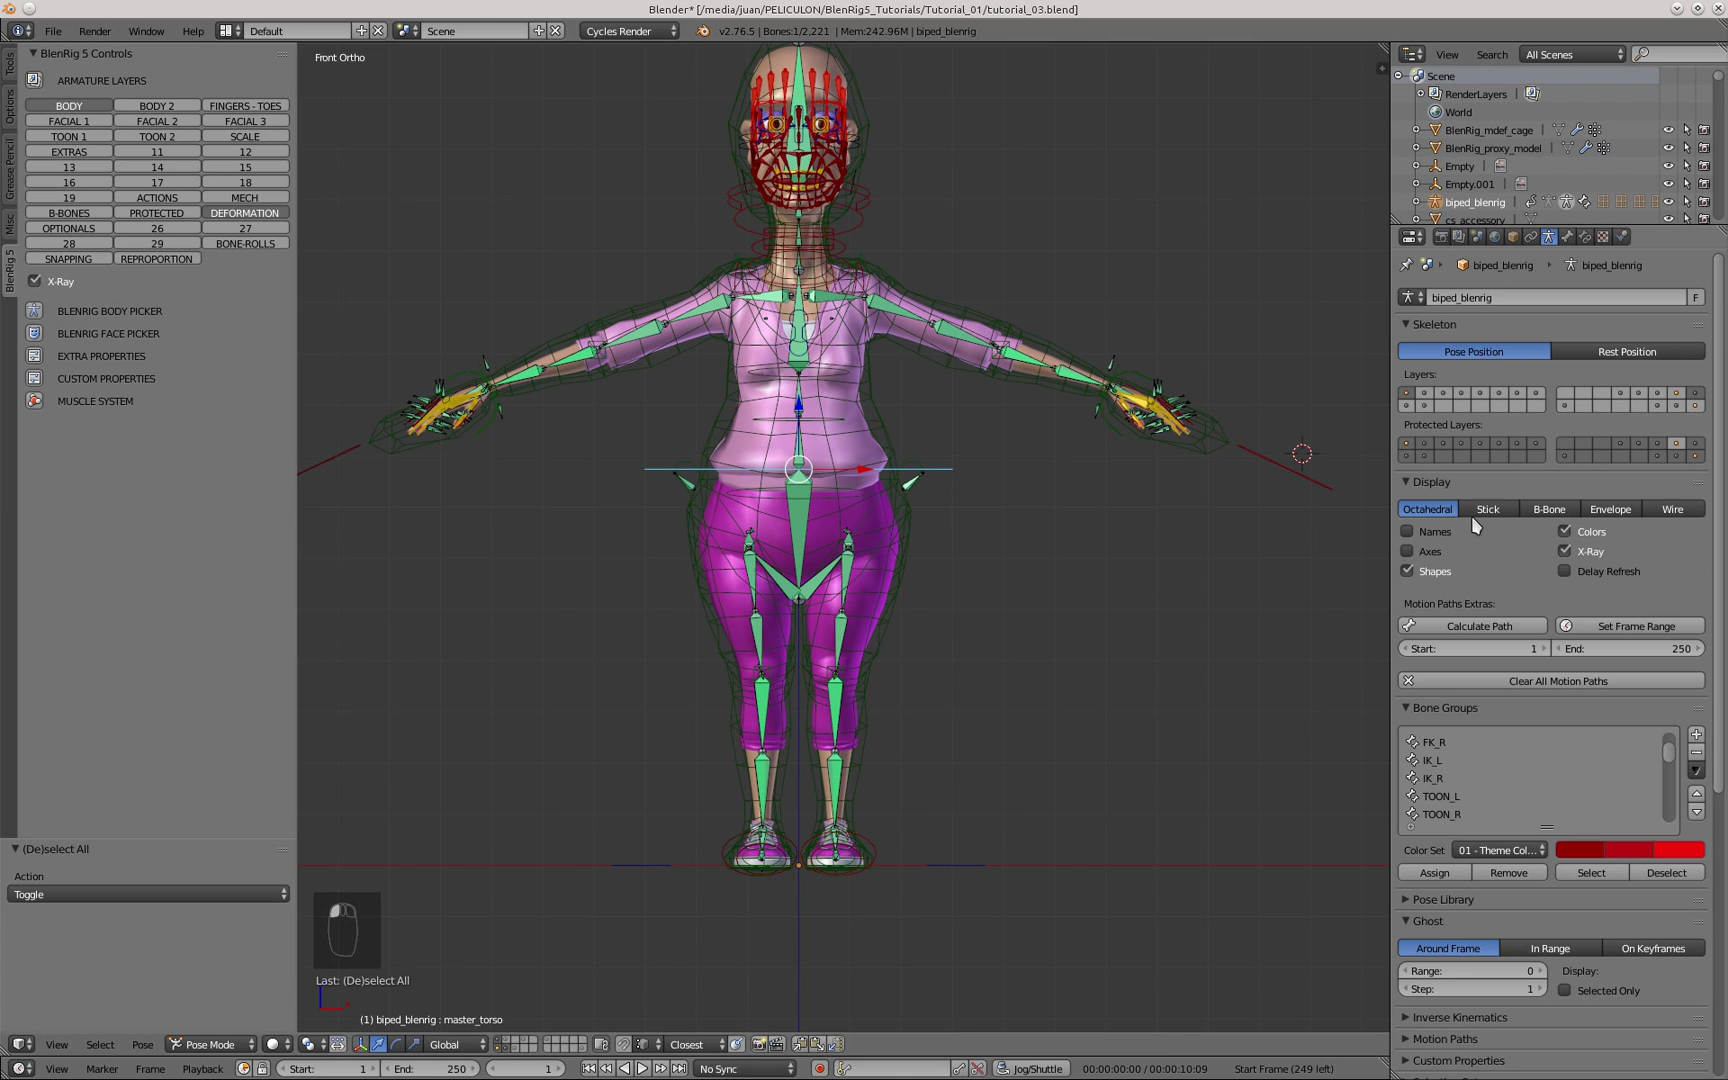 Blender* [/media/juan/PELICULON/BlenRig5_Tutorials/Tutorial_01/tutorial_03.blend]
File Render Window Help Default Scene Cycles Render v2.76.5 | Bones:1/2,221 | Mem:242.96M | biped_blenrig
Tools
Options
Grease Pencil
Misc
BlenRig 5
BlenRig 5 Controls
ARMATURE LAYERS
BODY BODY 2 FINGERS - TOES
FACIAL 1 FACIAL 2 FACIAL 3
TOON 1 TOON 2 SCALE
EXTRAS 11 12
13 14 15
16 17 18
19 ACTIONS MECH
B-BONES PROTECTED DEFORMATION
OPTIONALS 26 27
28 29 BONE-ROLLS
SNAPPING REPROPORTION
X-Ray
BLENRIG BODY PICKER
BLENRIG FACE PICKER
EXTRA PROPERTIES
CUSTOM PROPERTIES
MUSCLE SYSTEM
(De)select All
Action
Toggle
Front Ortho
Last: (De)select All
(1) biped_blenrig : master_torso
View Select Pose Pose Mode Global Closest
View Marker Frame Playback Start: 1 End: 250 1 No Sync Jog/Shuttle 00:00:00:00 / 00:00:10:09 Start Frame (249 left)
View Search All Scenes
Scene
RenderLayers
World
BlenRig_mdef_cage
BlenRig_proxy_model
Empty
Empty.001
biped_blenrig
cs_accessory
biped_blenrig biped_blenrig
biped_blenrig F
Skeleton
Pose Position Rest Position
Layers:
Protected Layers:
Display
Octahedral Stick B-Bone Envelope Wire
Names Colors
Axes X-Ray
Shapes Delay Refresh
Motion Paths Extras:
Calculate Path Set Frame Range
Start: 1 End: 250
Clear All Motion Paths
Bone Groups
FK_R
IK_L
IK_R
TOON_L
TOON_R
Color Set 01 - Theme Col...
Assign Remove Select Deselect
Pose Library
Ghost
Around Frame In Range On Keyframes
Range: 0 Display:
Step: 1 Selected Only
Inverse Kinematics
Motion Paths
Custom Properties